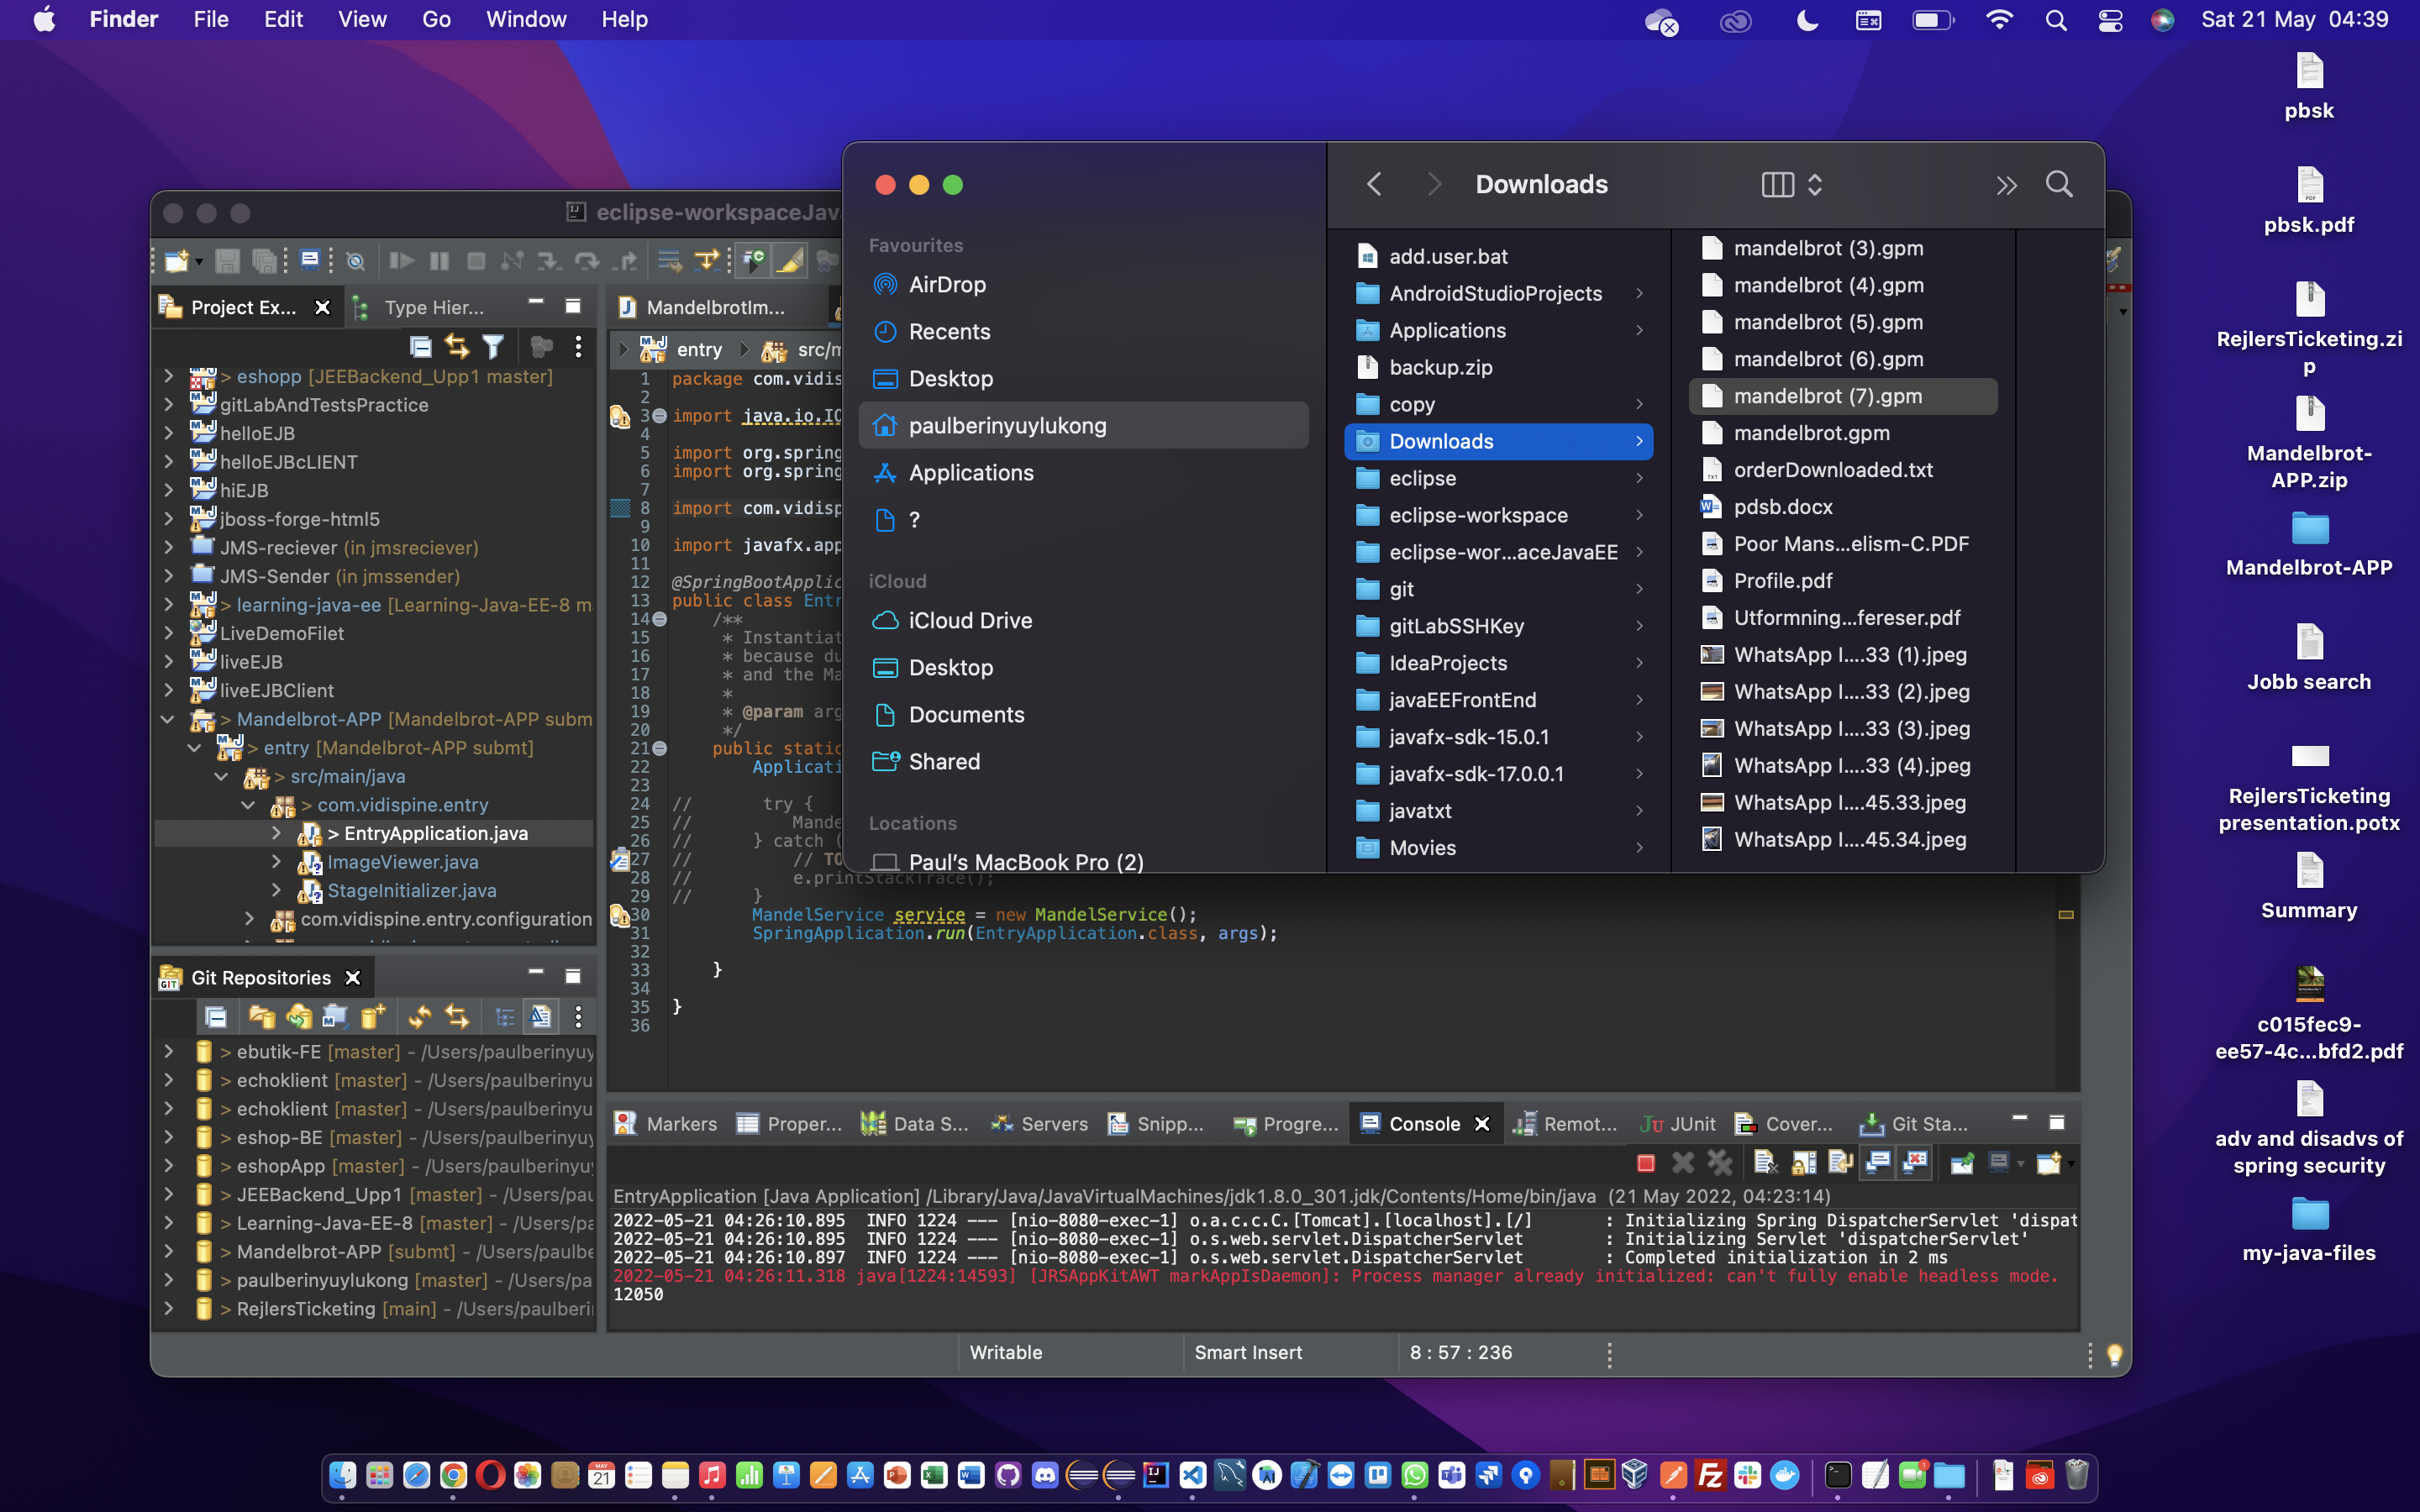 Finder File Edit View Go Window Help
Sat 21 May 04:39
pbsk
pbsk.pdf
RejlersTicketing.zi
p
Mandelbrot-
APP.zip
Mandelbrot-APP
Jobb search
RejlersTicketing
presentation.potx
Summary
c015fec9-
ee57-4c...bfd2.pdf
adv and disadvs of
spring security
my-java-files
Downloads
Favourites
AirDrop
Recents
Desktop
paulberinyuylukong
Applications
?
iCloud
iCloud Drive
Desktop
Documents
Shared
Locations
Paul's MacBook Pro (2)
add.user.bat
AndroidStudioProjects
Applications
backup.zip
copy
Downloads
eclipse
eclipse-workspace
eclipse-wor...aceJavaEE
git
gitLabSSHKey
IdeaProjects
javaEEFrontEnd
javafx-sdk-15.0.1
javafx-sdk-17.0.0.1
javatxt
Movies
mandelbrot (3).gpm
mandelbrot (4).gpm
mandelbrot (5).gpm
mandelbrot (6).gpm
mandelbrot (7).gpm
mandelbrot.gpm
orderDownloaded.txt
pdsb.docx
Poor Mans...elism-C.PDF
Profile.pdf
Utformning...fereser.pdf
WhatsApp I....33 (1).jpeg
WhatsApp I....33 (2).jpeg
WhatsApp I....33 (3).jpeg
WhatsApp I....33 (4).jpeg
WhatsApp I....45.33.jpeg
WhatsApp I....45.34.jpeg
eclipse-workspaceJav
Project Ex... Type Hier...
> eshopp [JEEBackend_Upp1 master]
gitLabAndTestsPractice
helloEJB
helloEJBcLIENT
hiEJB
jboss-forge-html5
JMS-reciever (in jmsreciever)
JMS-Sender (in jmssender)
> learning-java-ee [Learning-Java-EE-8 m
LiveDemoFilet
liveEJB
liveEJBClient
> Mandelbrot-APP [Mandelbrot-APP subm
> entry [Mandelbrot-APP submt]
> src/main/java
> com.vidispine.entry
> EntryApplication.java
ImageViewer.java
StageInitializer.java
com.vidispine.entry.configuration
Git Repositories
> ebutik-FE [master] - /Users/paulberinyuy
> echoklient [master] - /Users/paulberinyu
> echoklient [master] - /Users/paulberinyu
> eshop-BE [master] - /Users/paulberinyuy
> eshopApp [master] - /Users/paulberinyuy
> JEEBackend_Upp1 [master] - /Users/pau
> Learning-Java-EE-8 [master] - /Users/pa
> Mandelbrot-APP [submt] - /Users/paulbe
> paulberinyuylukong [master] - /Users/pa
> RejlersTicketing [main] - /Users/paulberi
MandelbrotIm...
entry src/m
1 package com.vidis
2
3 import java.io.IO
4
5 import org.spring
6 import org.spring
7
8 import com.vidisp
9
10 import javafx.app
11
12 @SpringBootApplic
13 public class Entr
14 /**
15 * Instantiat
16 * because du
17 * and the Ma
18 *
19 * @param arg
20 */
21 public static
22 Applicati
23
24 // try {
25 // Mande
26 // } catch (
27 // // TO
28 // e.printStackTrace();
29 // }
30 MandelService service = new MandelService();
31 SpringApplication.run(EntryApplication.class, args);
32
33 }
34
35 }
36
Markers Proper... Data S... Servers Snipp... Progre... Console Remot... JUnit Cover... Git Sta...
EntryApplication [Java Application] /Library/Java/JavaVirtualMachines/jdk1.8.0_301.jdk/Contents/Home/bin/java (21 May 2022, 04:23:14)
2022-05-21 04:26:10.895 INFO 1224 --- [nio-8080-exec-1] o.a.c.c.C.[Tomcat].[localhost].[/] : Initializing Spring DispatcherServlet 'dispat
2022-05-21 04:26:10.895 INFO 1224 --- [nio-8080-exec-1] o.s.web.servlet.DispatcherServlet : Initializing Servlet 'dispatcherServlet'
2022-05-21 04:26:10.897 INFO 1224 --- [nio-8080-exec-1] o.s.web.servlet.DispatcherServlet : Completed initialization in 2 ms
2022-05-21 04:26:11.318 java[1224:14593] [JRSAppKitAWT markAppIsDaemon]: Process manager already initialized: can't fully enable headless mode.
12050
Writable Smart Insert 8 : 57 : 236